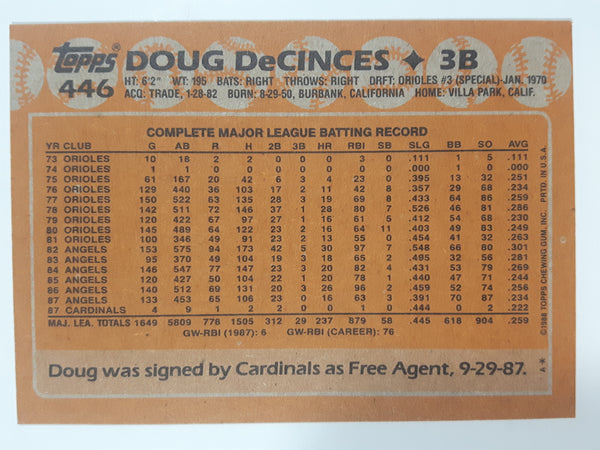 Topps®
446
DOUG DeCINCES ✦ 3B
HT: 6'2" WT: 195 BATS: RIGHT THROWS: RIGHT DRFT: ORIOLES #3 (SPECIAL)-JAN. 1970
ACQ: TRADE, 1-28-82 BORN: 8-29-50, BURBANK, CALIFORNIA HOME: VILLA PARK, CALIF.
COMPLETE MAJOR LEAGUE BATTING RECORD
YR CLUB G AB R H 2B 3B HR RBI SB SLG BB SO AVG
73 ORIOLES 10 18 2 2 0 0 0 3 0 .111 1 5 .111
74 ORIOLES 1 1 0 0 0 0 0 0 0 .000 1 0 .000
75 ORIOLES 61 167 20 42 6 3 4 23 0 .395 13 32 .251
76 ORIOLES 129 440 36 103 17 2 11 42 8 .357 29 68 .234
77 ORIOLES 150 522 63 135 28 3 19 69 8 .433 64 86 .259
78 ORIOLES 142 511 72 146 37 1 28 80 7 .526 46 81 .286
79 ORIOLES 120 422 67 97 27 1 16 61 5 .412 54 68 .230
80 ORIOLES 145 489 64 122 23 2 16 64 11 .403 49 83 .249
81 ORIOLES 100 346 49 91 23 2 13 55 0 .454 41 32 .263
82 ANGELS 153 575 94 173 42 5 30 97 7 .548 66 80 .301
83 ANGELS 95 370 49 104 19 3 18 65 2 .495 32 56 .281
84 ANGELS 146 547 77 147 23 3 20 82 4 .431 53 79 .269
85 ANGELS 120 427 50 104 22 1 20 78 1 .440 47 71 .244
86 ANGELS 140 512 69 131 20 3 26 96 2 .459 52 74 .256
87 ANGELS 133 453 65 106 23 0 16 63 3 .391 70 87 .234
87 CARDINALS 4 9 1 2 2 0 0 1 0 .444 0 2 .222
MAJ. LEA. TOTALS 1649 5809 778 1505 312 29 237 879 58 .445 618 904 .259
GW-RBI (1987): 6 GW-RBI (CAREER): 76
Doug was signed by Cardinals as Free Agent, 9-29-87.
A*
©1988 TOPPS CHEWING GUM, INC. PRTD. IN U.S.A.